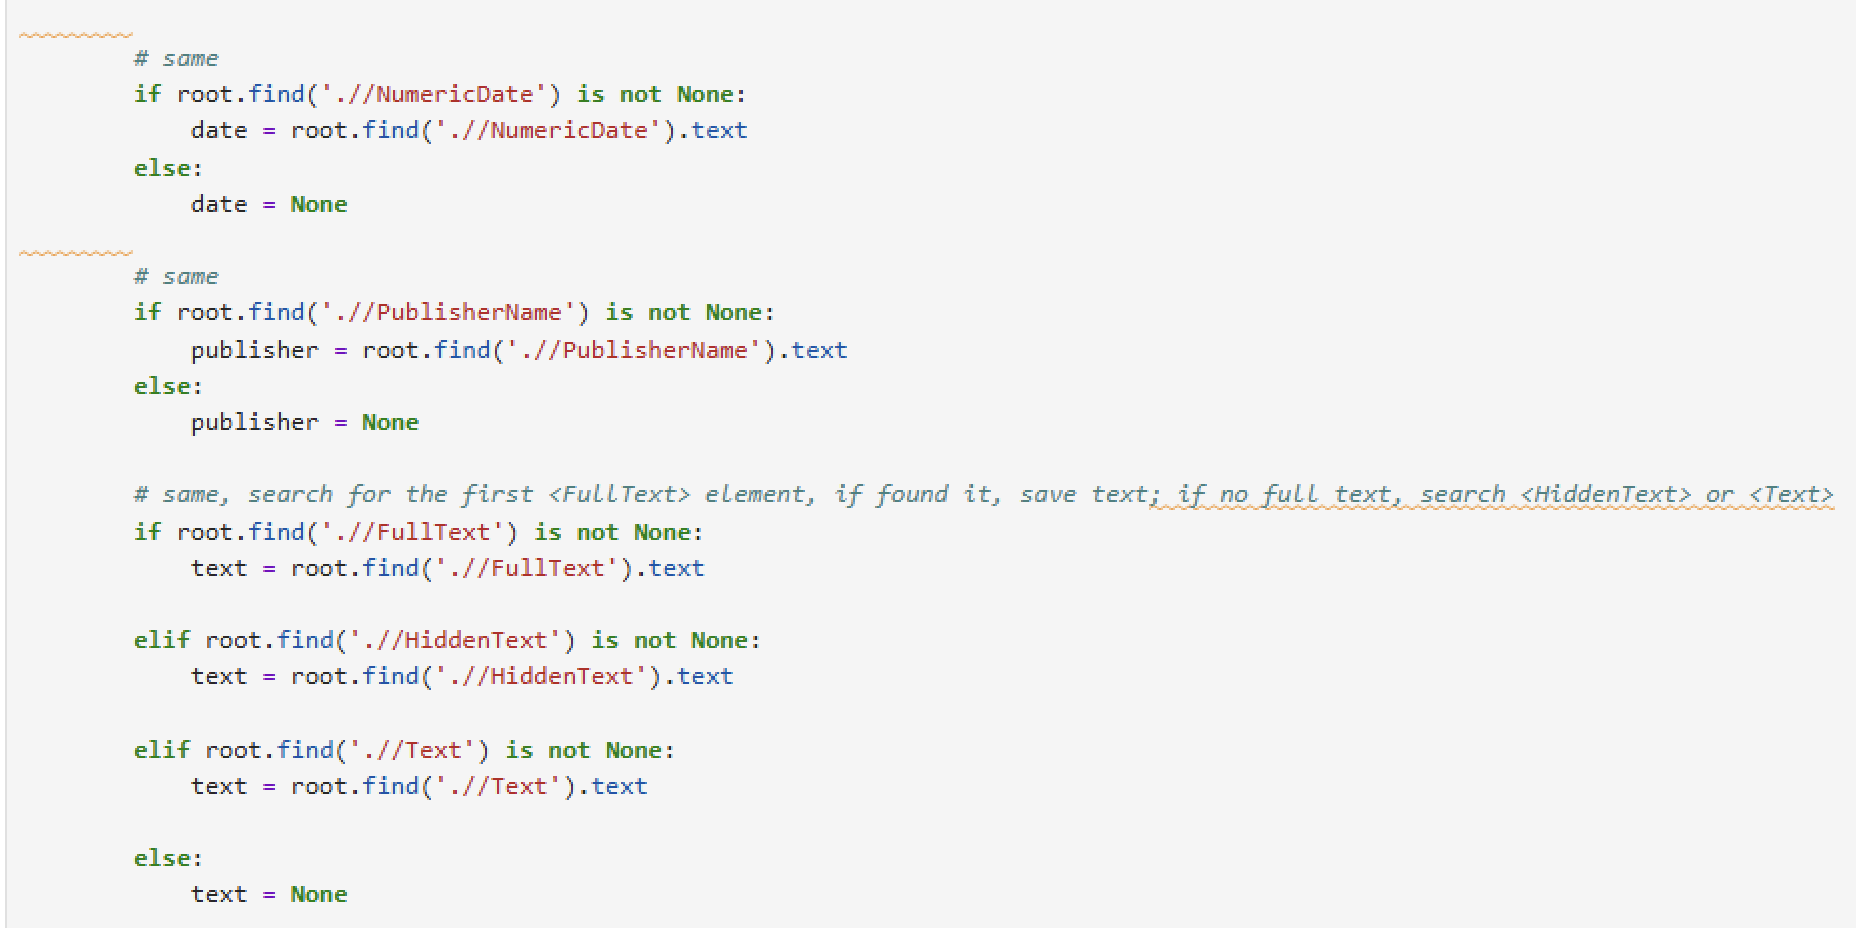 # same
if root.find('.//NumericDate') is not None:
    date = root.find('.//NumericDate').text
else:
    date = None
# same
if root.find('.//PublisherName') is not None:
    publisher = root.find('.//PublisherName').text
else:
    publisher = None
# same, search for the first <FullText> element, if found it, save text; if no full text, search <HiddenText> or <Text>
if root.find('.//FullText') is not None:
    text = root.find('.//FullText').text
elif root.find('.//HiddenText') is not None:
    text = root.find('.//HiddenText').text
elif root.find('.//Text') is not None:
    text = root.find('.//Text').text
else:
    text = None